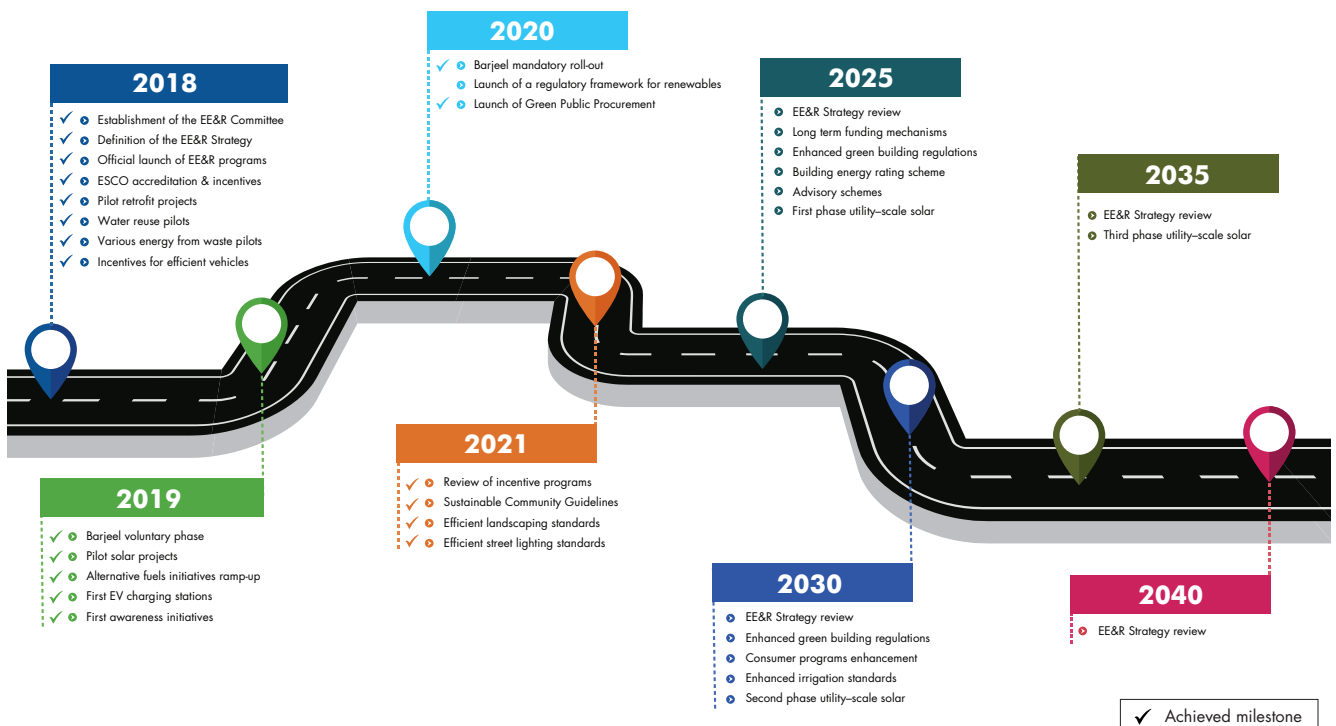 2018
Establishment of the EE&R Committee
Definition of the EE&R Strategy
Official launch of EE&R programs
ESCO accreditation & incentives
Pilot retrofit projects
Water reuse pilots
Various energy from waste pilots
Incentives for efficient vehicles
2019
Barjeel voluntary phase
Pilot solar projects
Alternative fuels initiatives ramp-up
First EV charging stations
First awareness initiatives
2020
Barjeel mandatory roll-out
Launch of a regulatory framework for renewables
Launch of Green Public Procurement
2021
Review of incentive programs
Sustainable Community Guidelines
Efficient landscaping standards
Efficient street lighting standards
2025
EE&R Strategy review
Long term funding mechanisms
Enhanced green building regulations
Building energy rating scheme
Advisory schemes
First phase utility–scale solar
2030
EE&R Strategy review
Enhanced green building regulations
Consumer programs enhancement
Enhanced irrigation standards
Second phase utility–scale solar
2035
EE&R Strategy review
Third phase utility–scale solar
2040
EE&R Strategy review
Achieved milestone